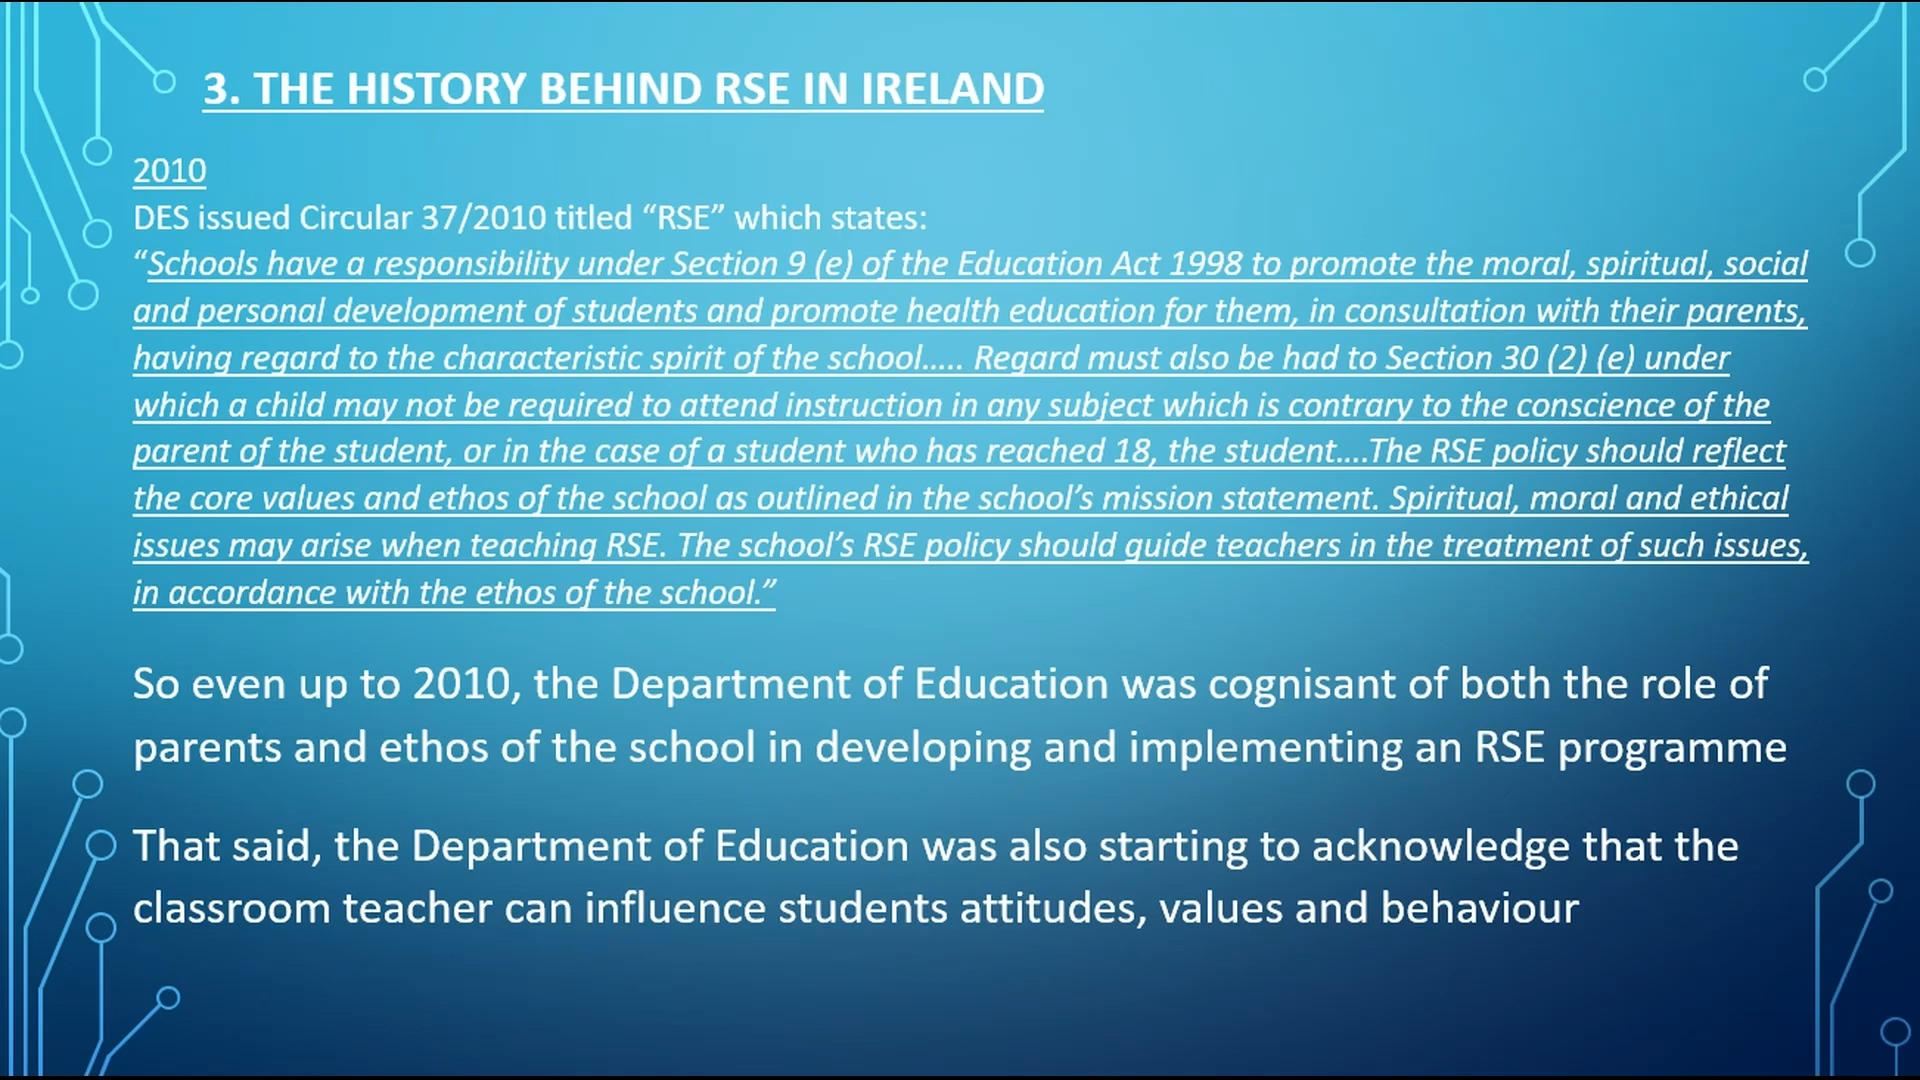 3. THE HISTORY BEHIND RSE IN IRELAND
2010
DES issued Circular 37/2010 titled “RSE” which states:
“Schools have a responsibility under Section 9 (e) of the Education Act 1998 to promote the moral, spiritual, social
and personal development of students and promote health education for them, in consultation with their parents,
having regard to the characteristic spirit of the school..... Regard must also be had to Section 30 (2) (e) under
which a child may not be required to attend instruction in any subject which is contrary to the conscience of the
parent of the student, or in the case of a student who has reached 18, the student....The RSE policy should reflect
the core values and ethos of the school as outlined in the school’s mission statement. Spiritual, moral and ethical
issues may arise when teaching RSE. The school’s RSE policy should guide teachers in the treatment of such issues,
in accordance with the ethos of the school.”
So even up to 2010, the Department of Education was cognisant of both the role of
parents and ethos of the school in developing and implementing an RSE programme
That said, the Department of Education was also starting to acknowledge that the
classroom teacher can influence students attitudes, values and behaviour